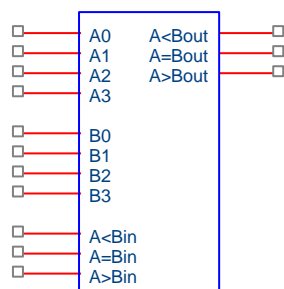 A0 A<Bout
A1 A=Bout
A2 A>Bout
A3
B0
B1
B2
B3
A<Bin
A=Bin
A>Bin